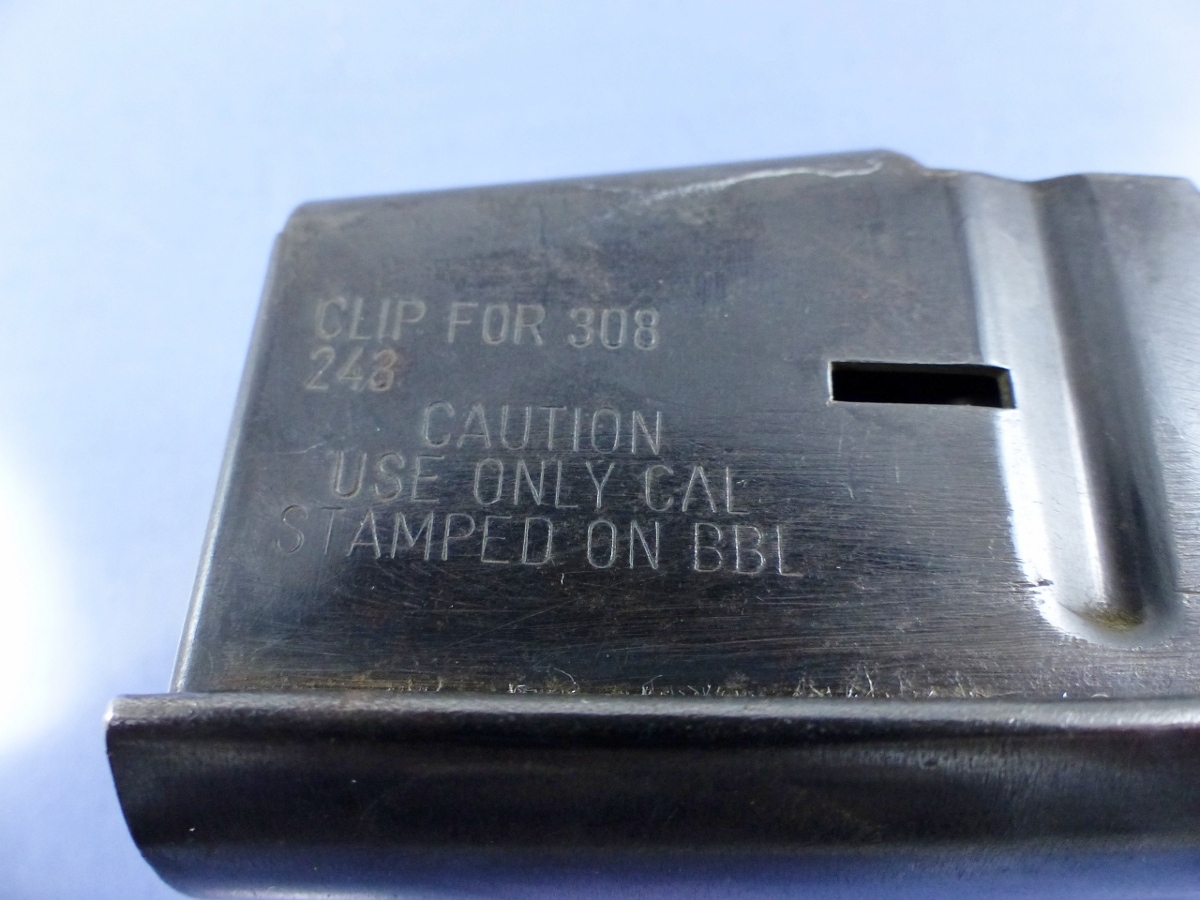 CLIP FOR 308
243
CAUTION
USE ONLY CAL
STAMPED ON BBL